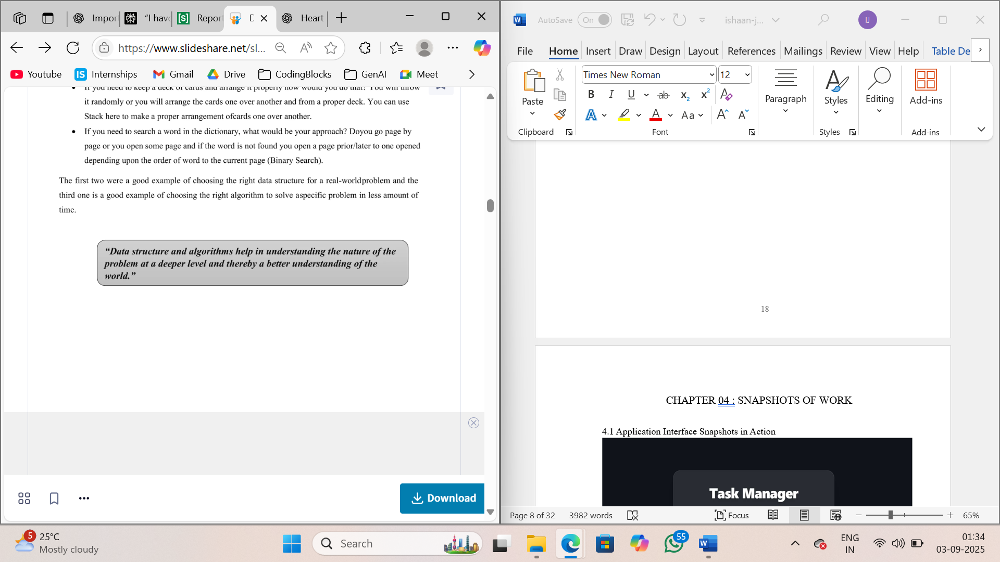 Impor
“I have
Repor
D
Heart
https://www.slideshare.net/sl...
Youtube
IS Internships
Gmail
Drive
CodingBlocks
GenAI
Meet
If you need to keep a deck of cards and arrange it properly how would you do that? You will throw
it randomly or you will arrange the cards one over another and from a proper deck. You can use
Stack here to make a proper arrangement ofcards one over another.
If you need to search a word in the dictionary, what would be your approach? Doyou go page by
page or you open some page and if the word is not found you open a page prior/later to one opened
depending upon the order of word to the current page (Binary Search).
The first two were a good example of choosing the right data structure for a real-worldproblem and the
third one is a good example of choosing the right algorithm to solve aspecific problem in less amount of
time.
“Data structure and algorithms help in understanding the nature of the
problem at a deeper level and thereby a better understanding of the
world.”
Download
AutoSave On
ishaan-j...
IJ
File Home Insert Draw Design Layout References Mailings Review View Help Table De
Paste
Clipboard
Times New Roman 12
B I U ab x₂ x² A
A A Aa A A
Font
Paragraph
Styles
Styles
Editing
Add-ins
Add-ins
18
CHAPTER 04 : SNAPSHOTS OF WORK
4.1 Application Interface Snapshots in Action
Task Manager
Page 8 of 32 3982 words Focus 65%
5
25°C
Mostly cloudy
Search
55
W
ENG
IN
01:34
03-09-2025